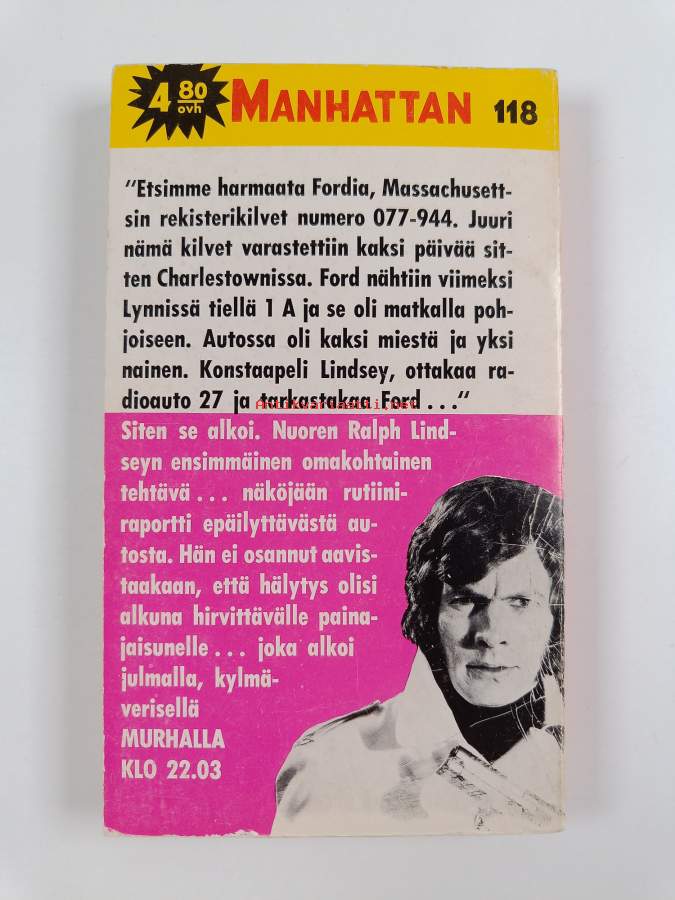 4 80
ovh
MANHATTAN 118
"Etsimme harmaata Fordia, Massachusett-
sin rekisterikilvet numero 077-944. Juuri
nämä kilvet varastettiin kaksi päivää sit-
ten Charlestownissa. Ford nähtiin viimeksi
Lynnissä tiellä 1 A ja se oli matkalla poh-
joiseen. Autossa oli kaksi miestä ja yksi
nainen. Konstaapeli Lindsey, ottakaa ra-
dioauto 27 ja tarkastakaa Ford . . ."
Antikvariaatti.net
Siten se alkoi. Nuoren Ralph Lind-
seyn ensimmäinen omakohtainen
tehtävä . . . näköjään rutiini-
raportti epäilyttävästä au-
tosta. Hän ei osannut aavis-
taakaan, että hälytys olisi
alkuna hirvittävälle paina-
jaisunelle . . . joka alkoi
julmalla, kylmä-
verisellä
MURHALLA
KLO 22.03